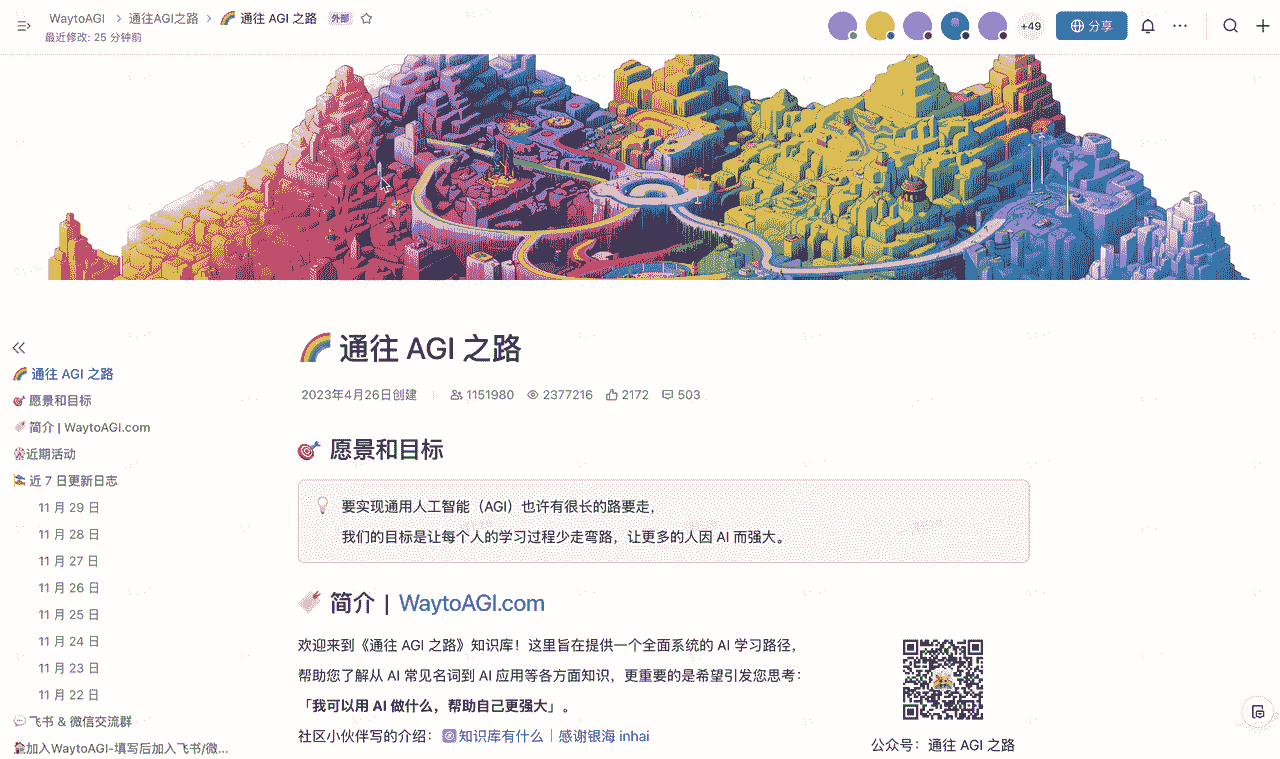 WaytoAGI > 通往AGI之路 > 🌈 通往 AGI 之路 外部
最近修改: 25 分钟前
+49
分享
🌈 通往 AGI 之路
🎯 愿景和目标
简介 | WaytoAGI.com
近期活动
近 7 日更新日志
11 月 29 日
11 月 28 日
11 月 27 日
11 月 26 日
11 月 25 日
11 月 24 日
11 月 23 日
11 月 22 日
💬 飞书 & 微信交流群
🏠加入WaytoAGI-填写后加入飞书/微...
🌈 通往 AGI 之路
2023年4月26日创建 1151980 2377216 2172 503
🎯 愿景和目标
💡 要实现通用人工智能（AGI）也许有很长的路要走，
我们的目标是让每个人的学习过程少走弯路，让更多的人因 AI 而强大。
简介 | WaytoAGI.com
欢迎来到《通往 AGI 之路》知识库！这里旨在提供一个全面系统的 AI 学习路径，
帮助您了解从 AI 常见名词到 AI 应用等各方面知识，更重要的是希望引发您思考：
「我可以用 AI 做什么，帮助自己更强大」。
社区小伙伴写的介绍： 知识库有什么｜感谢银海 inhai
公众号：通往 AGI 之路